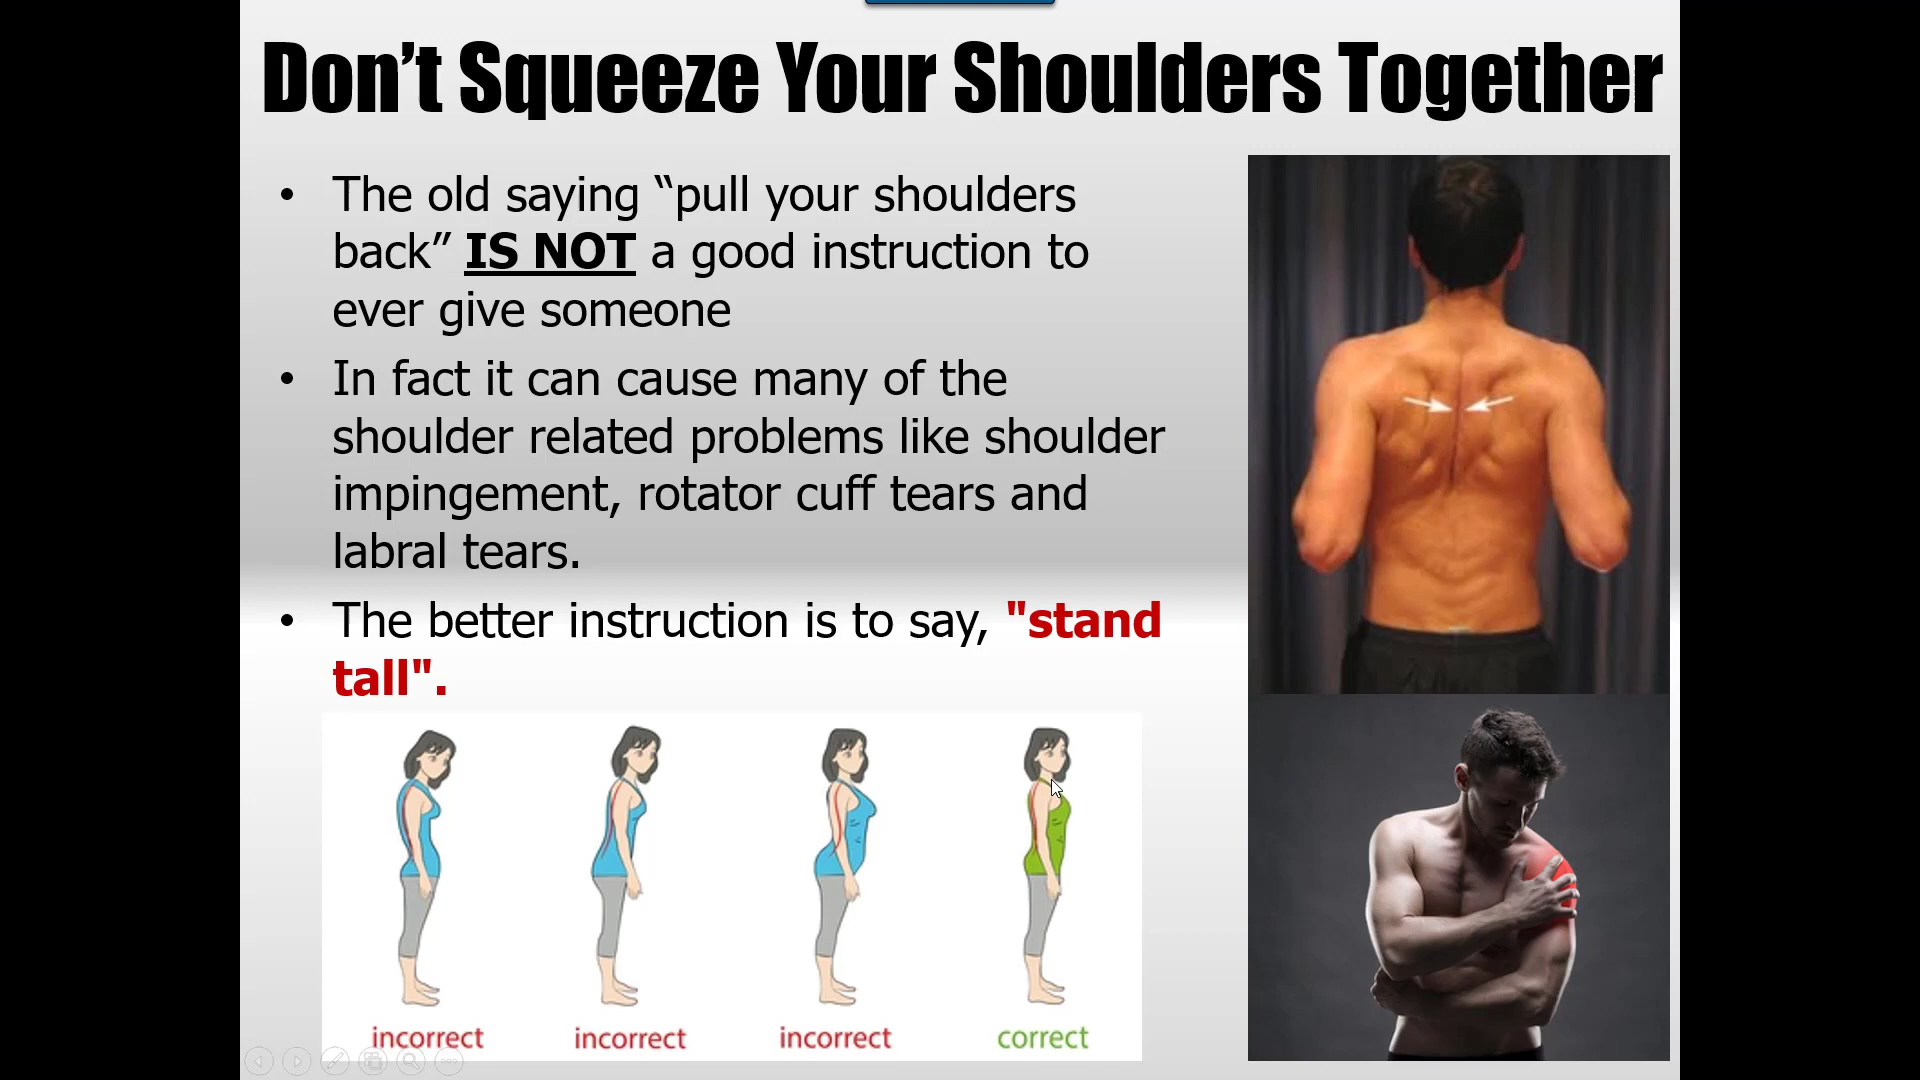 Don’t Squeeze Your Shoulders Together
• The old saying “pull your shoulders
back” IS NOT a good instruction to
ever give someone
• In fact it can cause many of the
shoulder related problems like shoulder
impingement, rotator cuff tears and
labral tears.
• The better instruction is to say, "stand
tall".
incorrect
incorrect
incorrect
correct